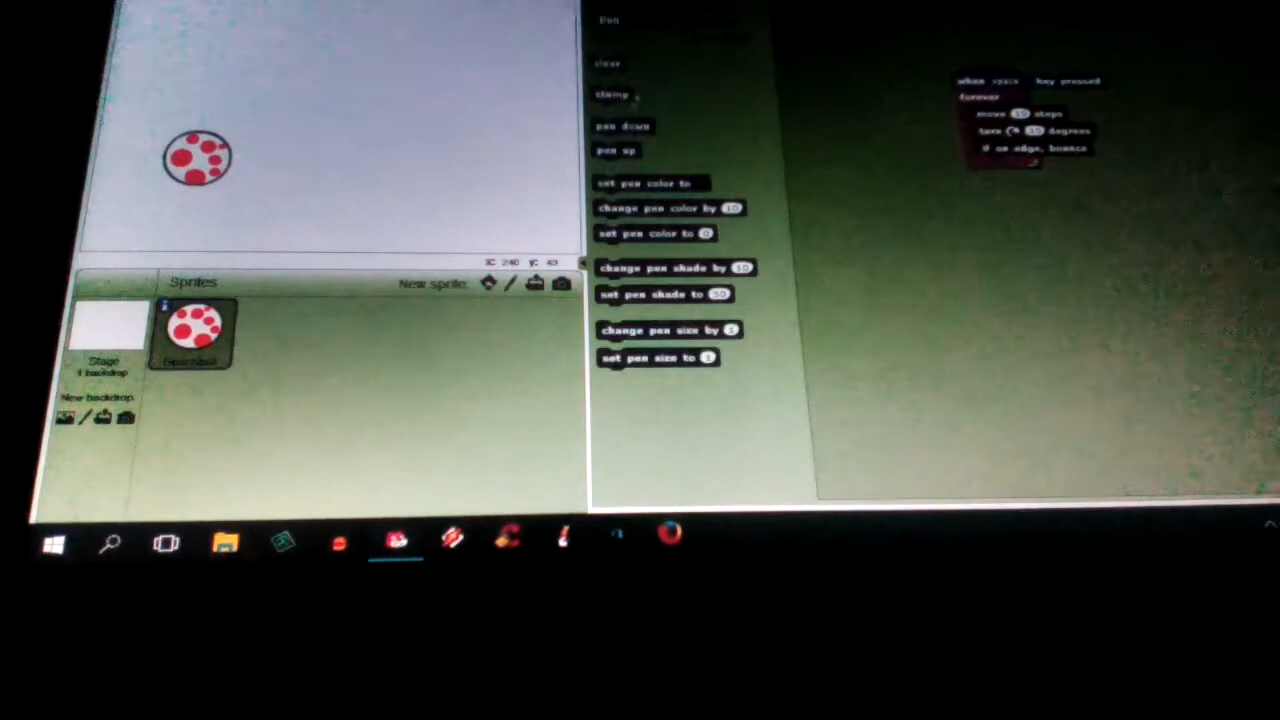 Pen
clear
stamp
pen down
pen up
set pen color to
change pen color by 10
set pen color to 0
change pen shade by 10
set pen shade to 50
change pen size by 1
set pen size to 1
when space key pressed
forever
move 10 steps
turn 15 degrees
if on edge, bounce
X: 240 Y:
Sprites
New sprite:
Stage
1 backdrop
New backdrop: